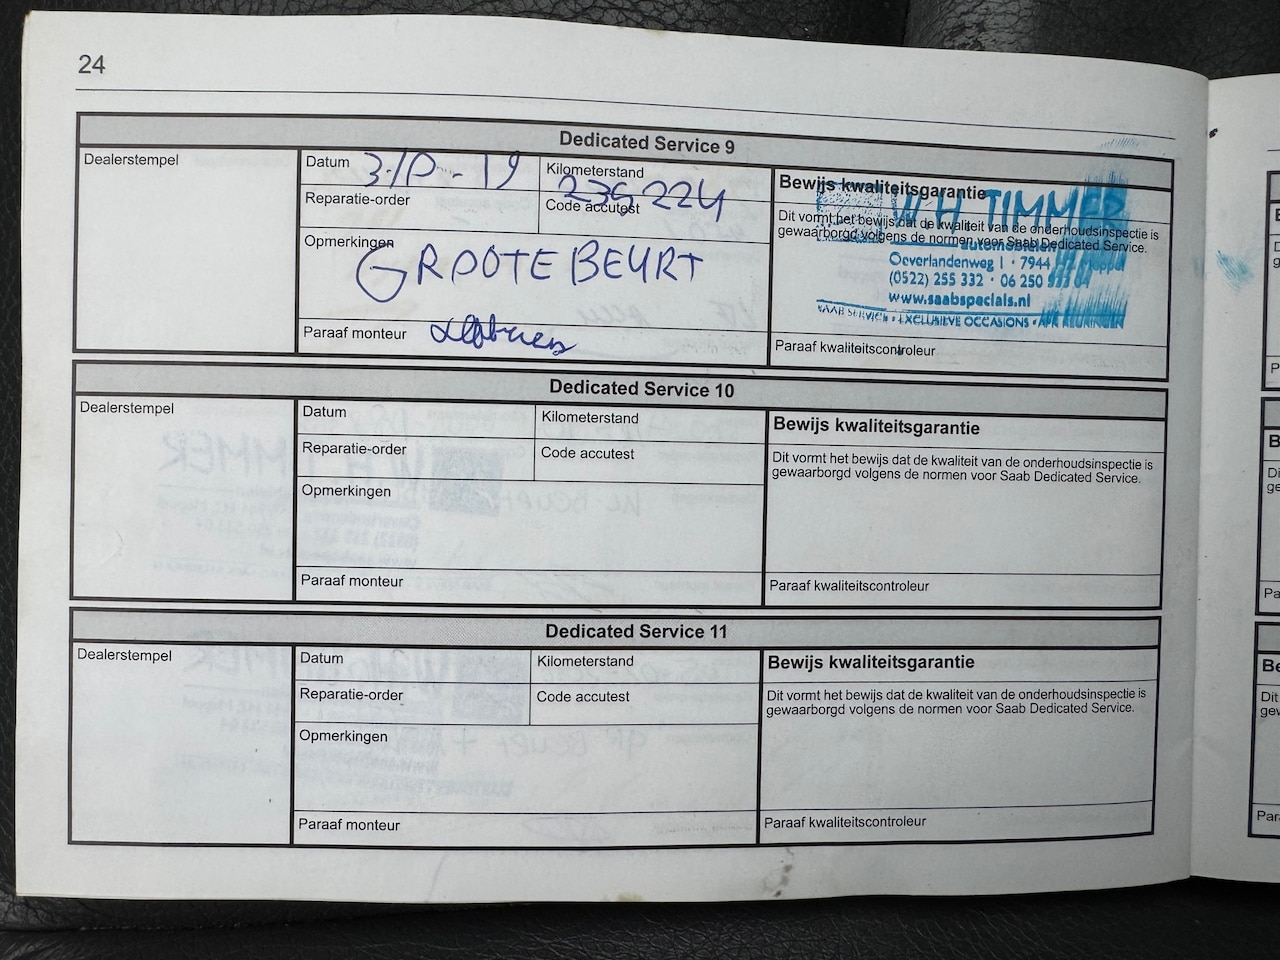 24
Dedicated Service 9
Dealerstempel
Datum 3-10-19
Kilometerstand 239224
Reparatie-order
Code accutest
Opmerkingen
GROOTE BEURT
Paraaf monteur
Bewijs kwaliteitsgarantie
Dit vormt het bewijs dat de kwaliteit van de onderhoudsinspectie is
gewaarborgd volgens de normen voor Saab Dedicated Service.
W H TIMMER
automobielen
Oeverlandenweg 1 · 7944 Meppel
(0522) 255 332 · 06 250
www.saabspecials.nl
SAAB SERVICE · EXCLUSIEVE OCCASIONS · APK KEURINGEN
Paraaf kwaliteitscontroleur
Dedicated Service 10
Dealerstempel
Datum
Kilometerstand
Reparatie-order
Code accutest
Opmerkingen
Paraaf monteur
Bewijs kwaliteitsgarantie
Dit vormt het bewijs dat de kwaliteit van de onderhoudsinspectie is
gewaarborgd volgens de normen voor Saab Dedicated Service.
Paraaf kwaliteitscontroleur
Dedicated Service 11
Dealerstempel
Datum
Kilometerstand
Reparatie-order
Code accutest
Opmerkingen
Paraaf monteur
Bewijs kwaliteitsgarantie
Dit vormt het bewijs dat de kwaliteit van de onderhoudsinspectie is
gewaarborgd volgens de normen voor Saab Dedicated Service.
Paraaf kwaliteitscontroleur